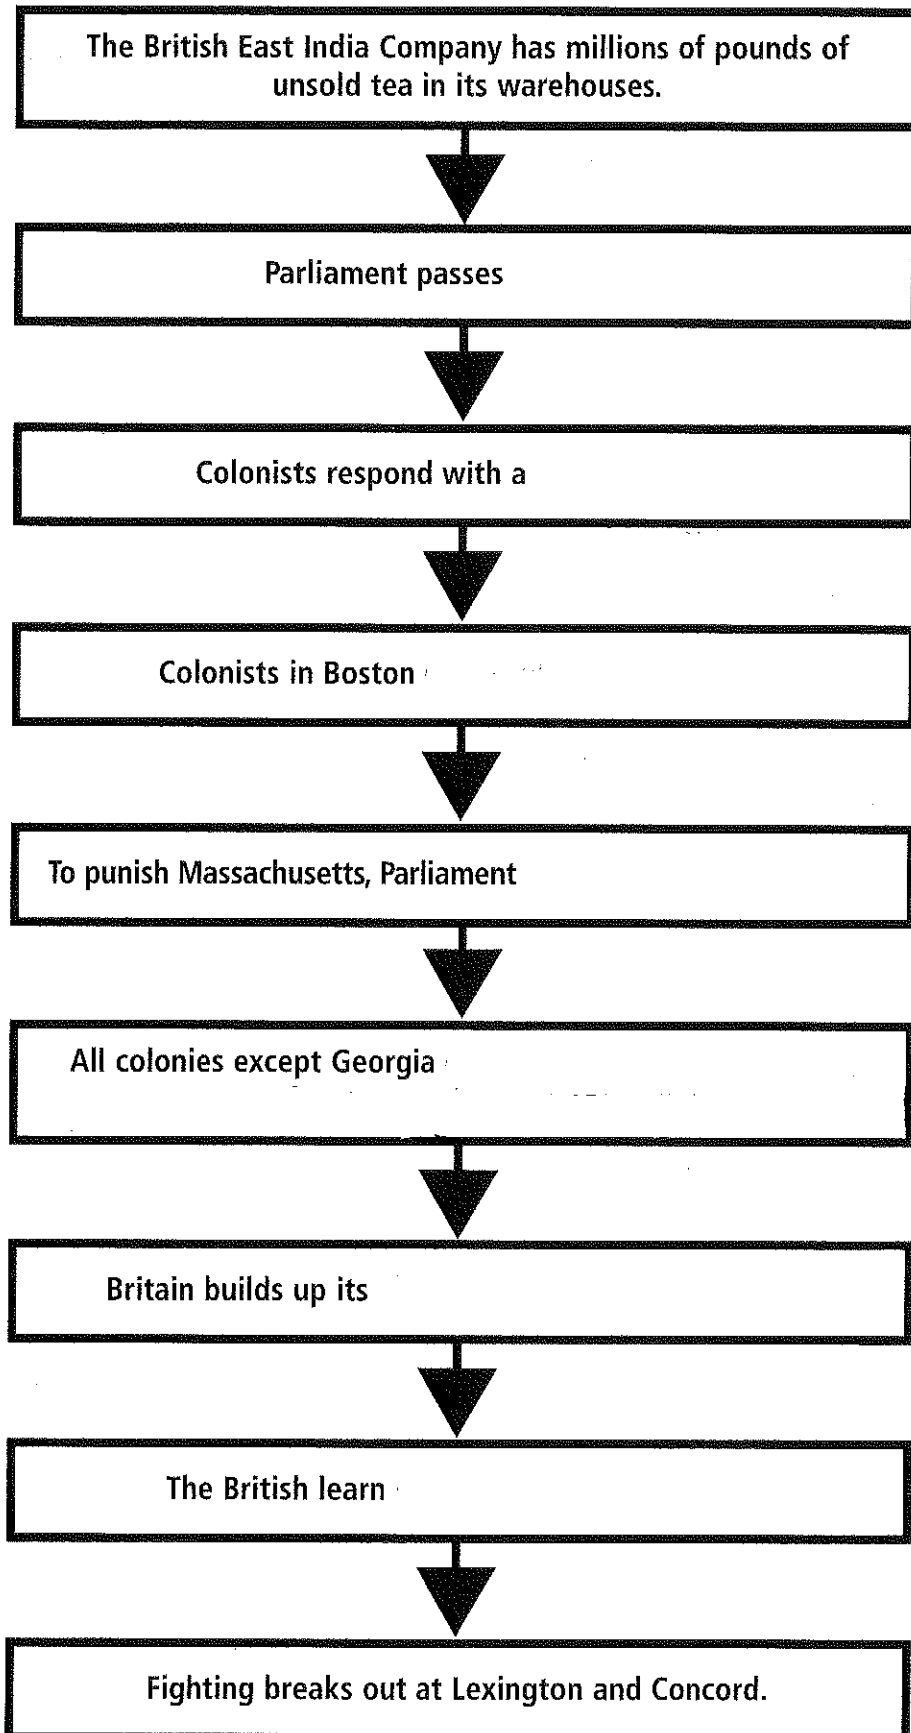 The British East India Company has millions of pounds of
unsold tea in its warehouses.
Parliament passes
Colonists respond with a
Colonists in Boston
To punish Massachusetts, Parliament
All colonies except Georgia
Britain builds up its
The British learn
Fighting breaks out at Lexington and Concord.